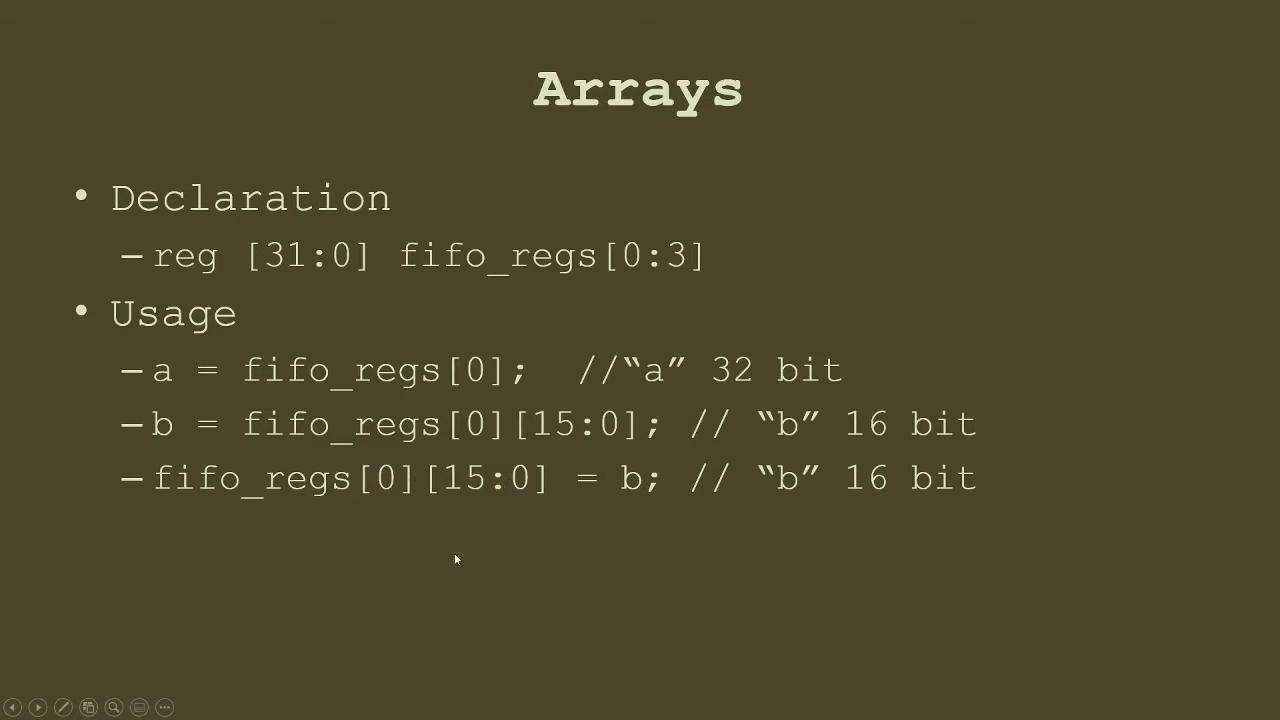 Arrays
• Declaration
– reg [31:0] fifo_regs[0:3]
• Usage
– a = fifo_regs[0];  //“a” 32 bit
– b = fifo_regs[0][15:0]; // “b” 16 bit
– fifo_regs[0][15:0] = b; // “b” 16 bit